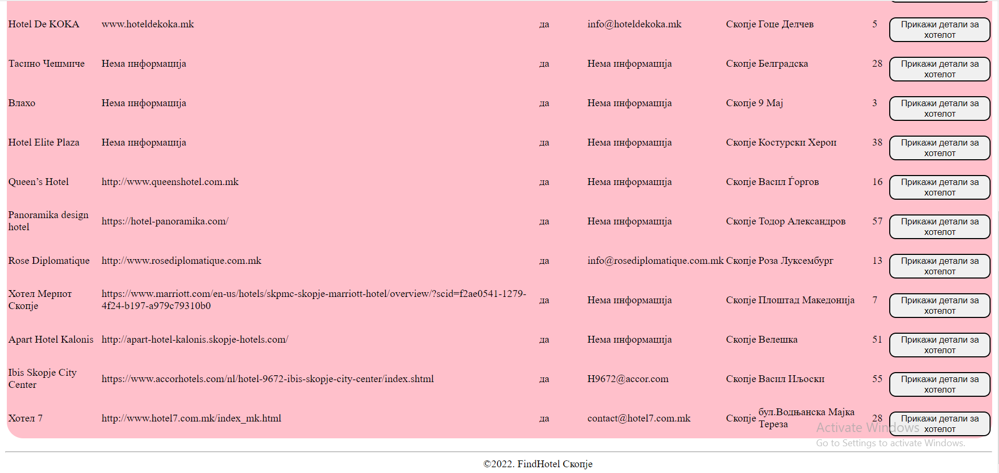 Hotel De KOKA www.hoteldekoka.mk да info@hoteldekoka.mk Скопје Гоце Делчев 5 Прикажи детали за
хотелот
Тасино Чешмиче Нема информација да Нема информација Скопје Белградска 28 Прикажи детали за
хотелот
Влахо Нема информација да Нема информација Скопје 9 Мај 3 Прикажи детали за
хотелот
Hotel Elite Plaza Нема информација да Нема информација Скопје Костурски Херои 38 Прикажи детали за
хотелот
Queen’s Hotel http://www.queenshotel.com.mk да Нема информација Скопје Васил Ѓоргов 16 Прикажи детали за
хотелот
Panoramika design
hotel https://hotel-panoramika.com/ да Нема информација Скопје Тодор Александров 57 Прикажи детали за
хотелот
Rose Diplomatique http://www.rosediplomatique.com.mk да info@rosediplomatique.com.mk Скопје Роза Луксембург 13 Прикажи детали за
хотелот
Хотел Мериот
Скопје https://www.marriott.com/en-us/hotels/skpmc-skopje-marriott-hotel/overview/?scid=f2ae0541-1279-
4f24-b197-a979c79310b0 да Нема информација Скопје Плоштад Македонија 7 Прикажи детали за
хотелот
Apart Hotel Kalonis http://apart-hotel-kalonis.skopje-hotels.com/ да Нема информација Скопје Велешка 51 Прикажи детали за
хотелот
Ibis Skopje City
Center https://www.accorhotels.com/nl/hotel-9672-ibis-skopje-city-center/index.shtml да H9672@accor.com Скопје Васил Иљоски 55 Прикажи детали за
хотелот
Хотел 7 http://www.hotel7.com.mk/index_mk.html да contact@hotel7.com.mk Скопје бул.Водњанска Мајка
Тереза 28 Прикажи детали за
хотелот
Activate Windows
Go to Settings to activate Windows.
©2022. FindHotel Скопје